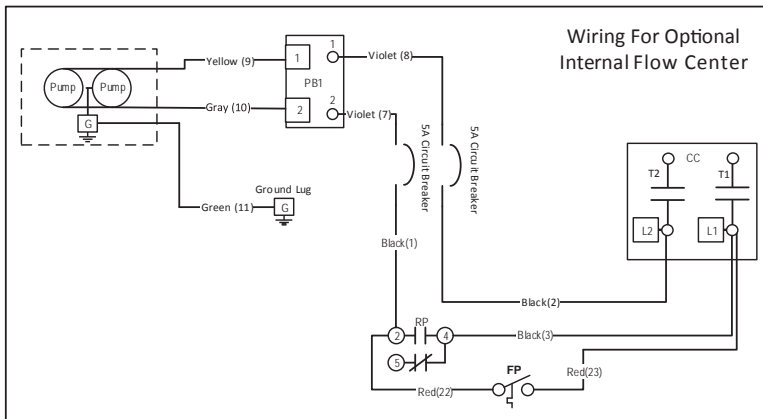 Wiring For Optional
Internal Flow Center
Yellow (9)
1
1
Violet (8)
Pump
Pump
PB1
Gray (10)
2
2
Violet (7)
G
5A Circuit Breaker
5A Circuit Breaker
CC
T2
T1
Ground Lug
Green (11)
G
L2
L1
Black(1)
Black(2)
RP
2
4
Black(3)
5
FP
Red(22)
Red(23)